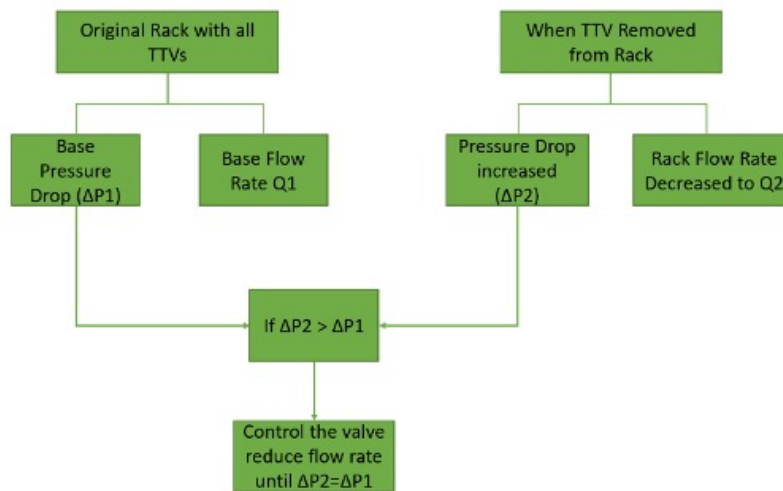 Original Rack with all
TTVs
When TTV Removed
from Rack
Base
Pressure
Drop (ΔP1)
Base Flow
Rate Q1
Pressure Drop
increased
(ΔP2)
Rack Flow Rate
Decreased to Q2
If ΔP2 > ΔP1
Control the valve
reduce flow rate
until ΔP2=ΔP1